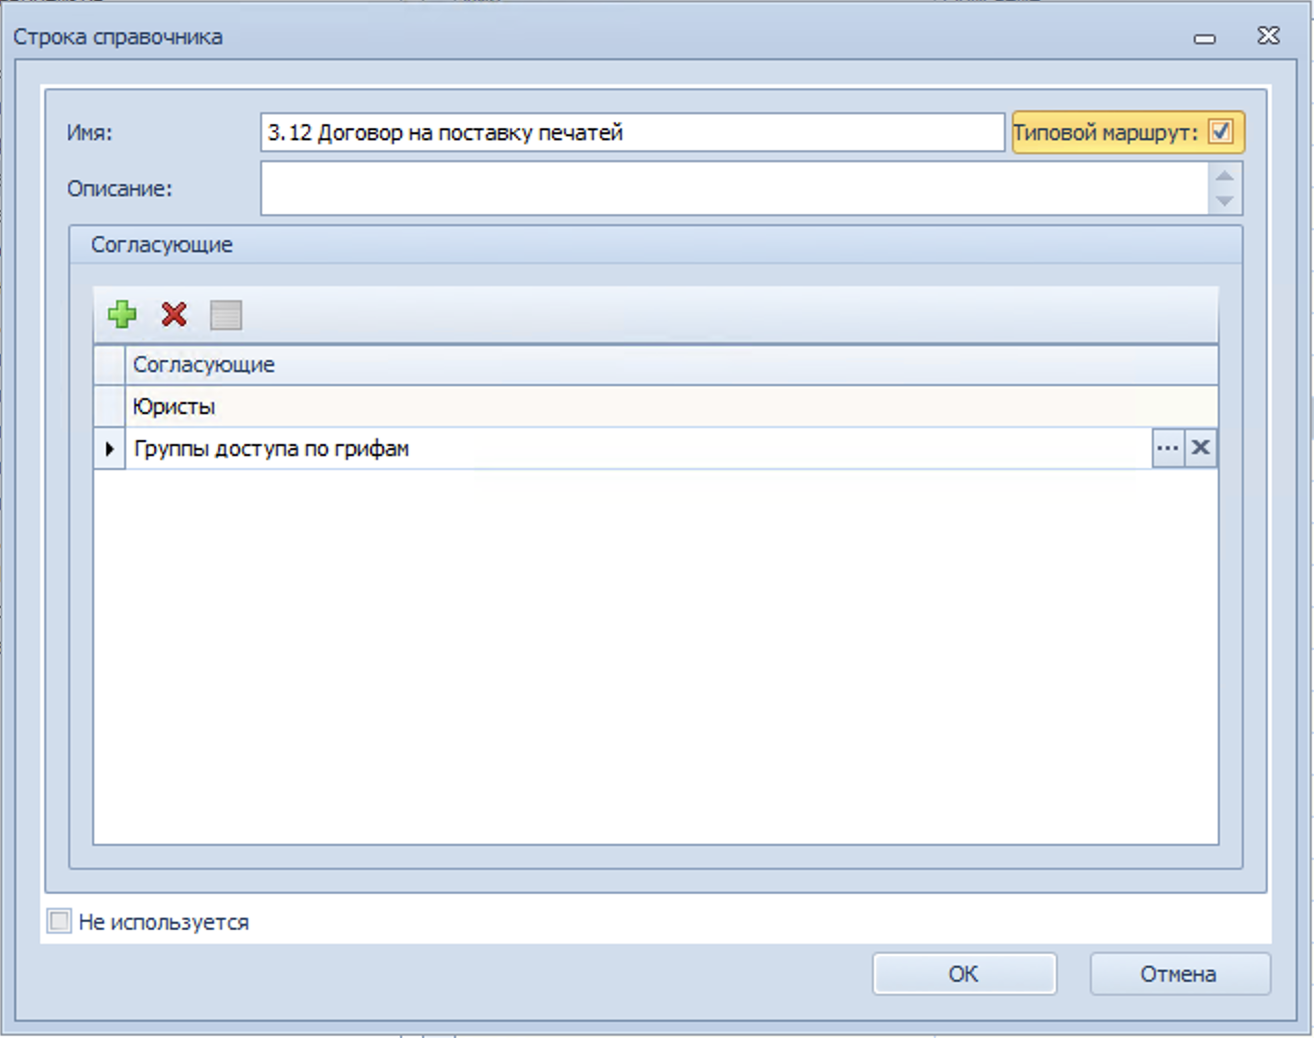 Строка справочника
Имя: 3.12 Договор на поставку печатей Типовой маршрут:
Описание:
Согласующие
Согласующие
Юристы
Группы доступа по грифам
Не используется
ОК Отмена